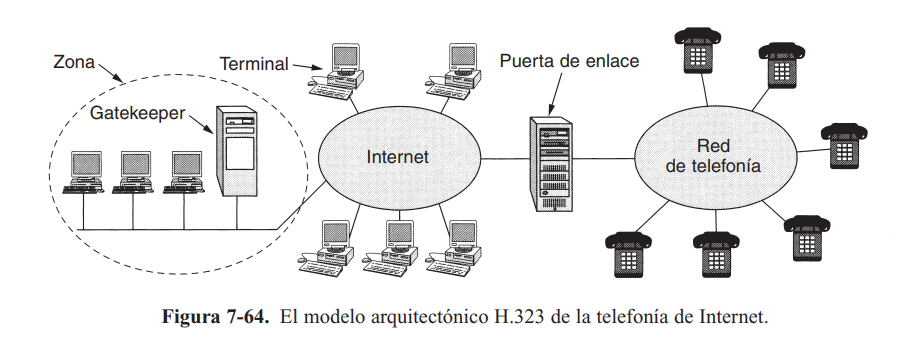 Zona
Terminal
Puerta de enlace
Gatekeeper
Internet
Red
de telefonía
Figura 7-64. El modelo arquitectónico H.323 de la telefonía de Internet.